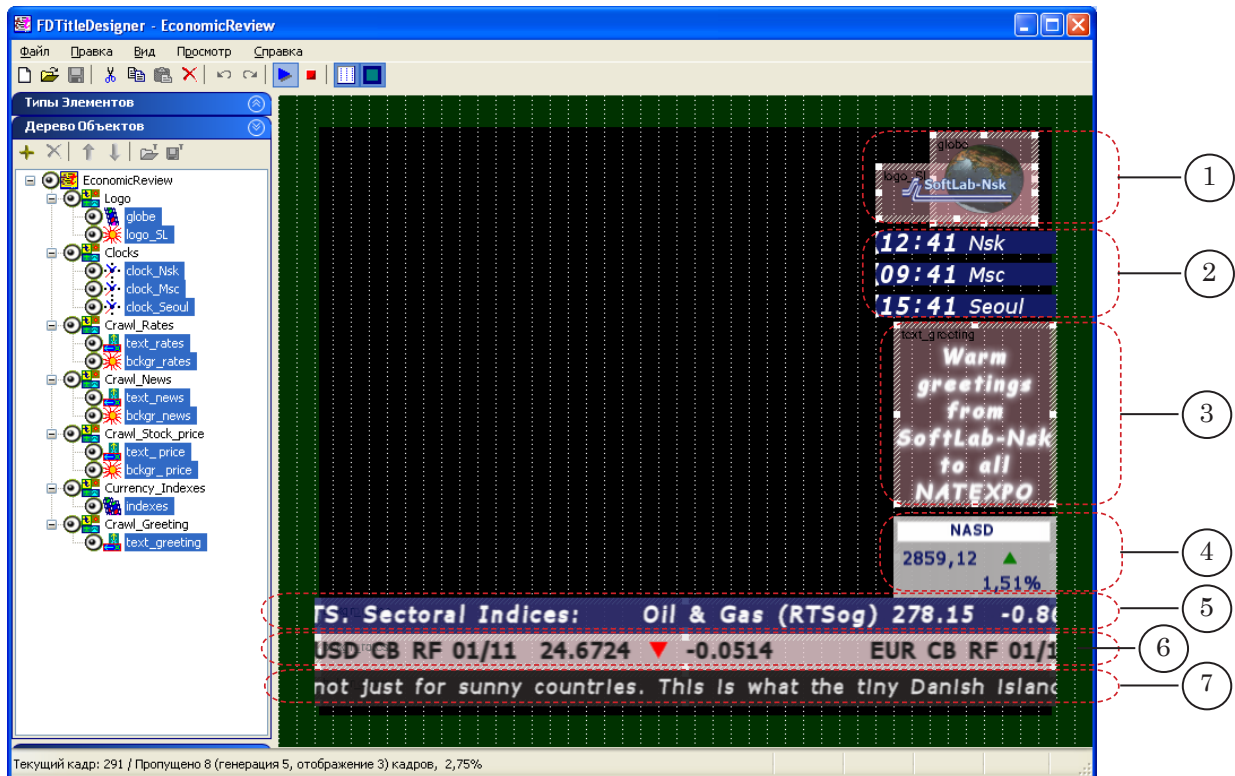 FDTitleDesigner - EconomicReview
Файл Правка Вид Просмотр Справка
Типы Элементов
Дерево Объектов
EconomicReview
Logo
globe
logo_SL
Clocks
clock_Nsk
clock_Msc
clock_Seoul
Crawl_Rates
text_rates
bckgr_rates
Crawl_News
text_news
bckgr_news
Crawl_Stock_price
text_price
bckgr_price
Currency_Indexes
indexes
Crawl_Greeting
text_greeting
globe
logo_SL
SoftLab-Nsk
1
12:41 Nsk
09:41 Msc
15:41 Seoul
2
text_greeting
Warm
greetings
from
SoftLab-Nsk
to all
NATEXPO
3
NASD
2859,12
1,51%
4
TS. Sectoral Indices: Oil & Gas (RTSog) 278.15 -0.86
5
USD CB RF 01/11 24.6724 -0.0514 EUR CB RF 01/1
6
not just for sunny countries. This is what the tiny Danish island
7
Текущий кадр: 291 / Пропущено 8 (генерация 5, отображение 3) кадров, 2,75%